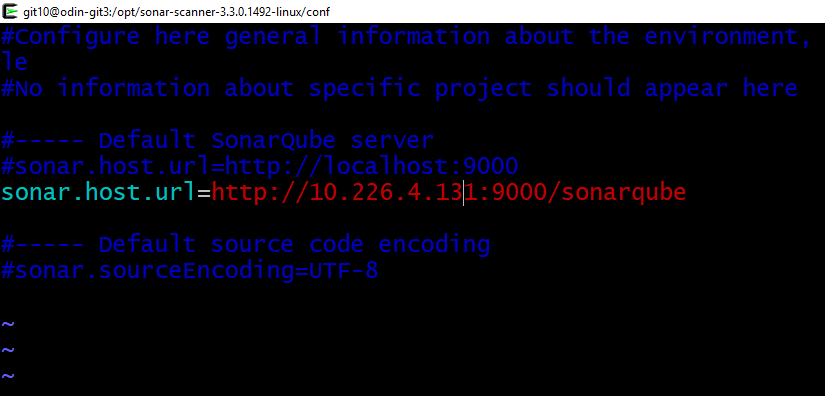 git10@odin-git3:/opt/sonar-scanner-3.3.0.1492-linux/conf
#Configure here general information about the environment,
le
#No information about specific project should appear here
#----- Default SonarQube server
#sonar.host.url=http://localhost:9000
sonar.host.url=http://10.226.4.131:9000/sonarqube
#----- Default source code encoding
#sonar.sourceEncoding=UTF-8
~
~
~